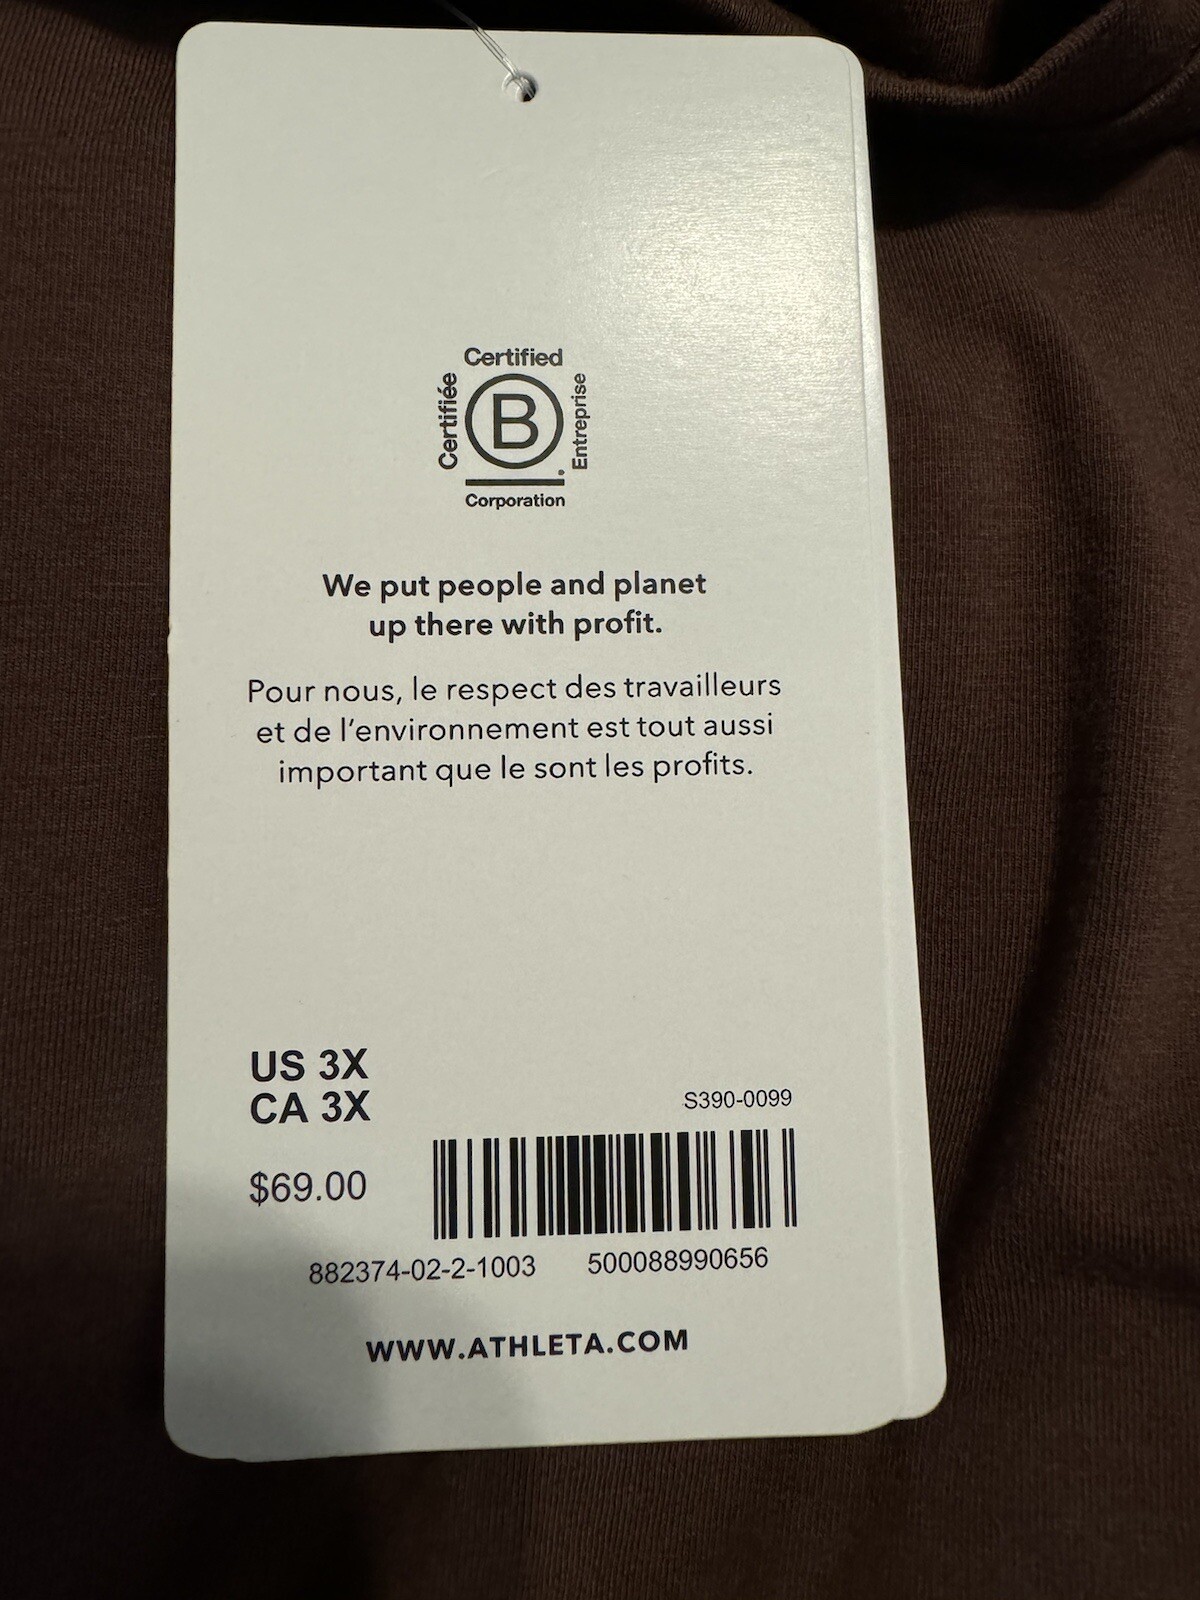 Certified
Certifiée
B
Entreprise
Corporation
We put people and planet
up there with profit.
Pour nous, le respect des travailleurs
et de l'environnement est tout aussi
important que le sont les profits.
US 3X
CA 3X
S390-0099
$69.00
882374-02-2-1003 500088990656
WWW.ATHLETA.COM